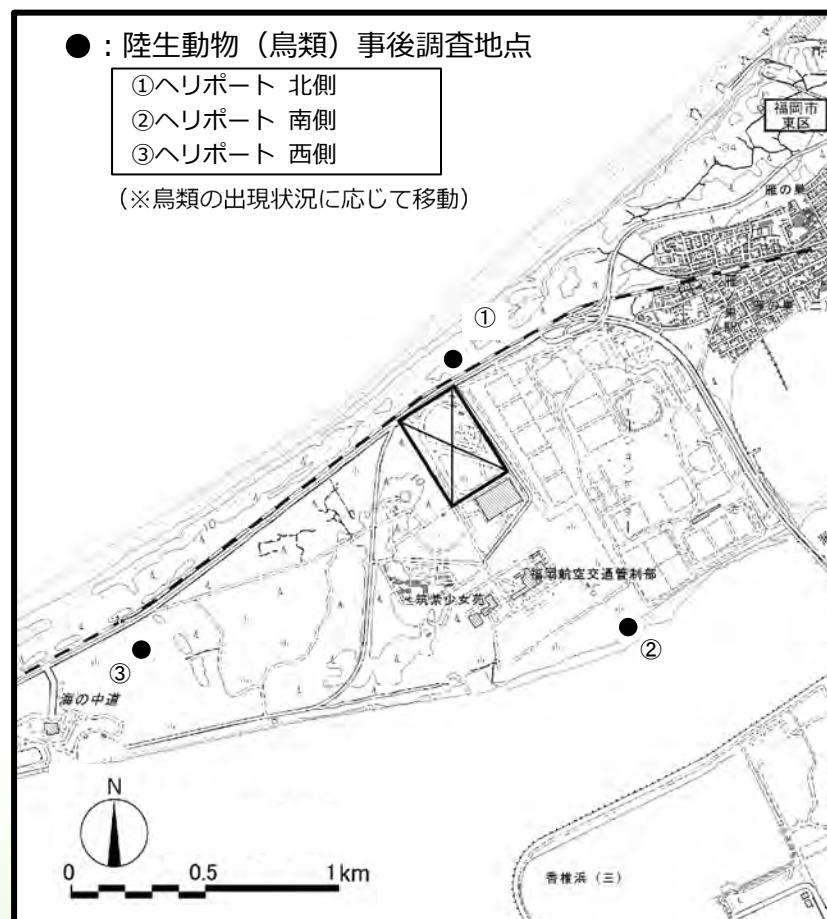 ●：陸生動物（鳥類）事後調査地点
①ヘリポート 北側
②ヘリポート 南側
③ヘリポート 西側
（※鳥類の出現状況に応じて移動）
福岡市
東区
雁の巣
①
福岡航空交通管制部
筑紫少女苑
②
③
海の中道
N
0 0.5 1km
香椎浜（三）
10
10